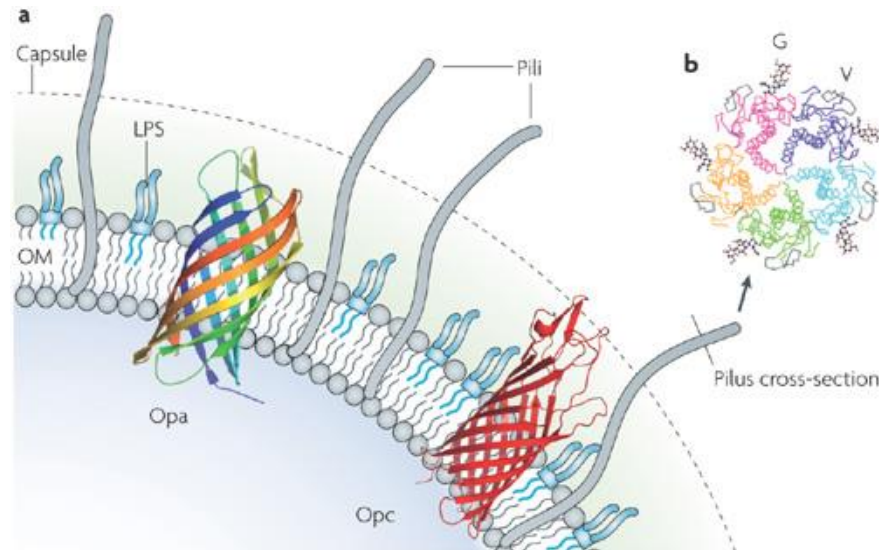 a
Capsule
LPS
Pili
b
G
V
OM
Opa
Opc
Pilus cross-section